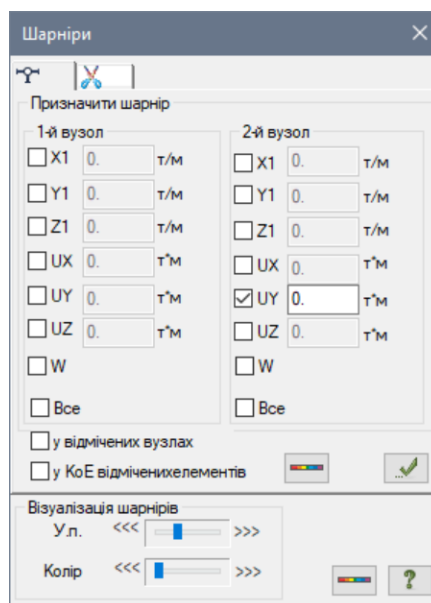 Шарніри
Призначити шарнір
1-й вузол
X1 0. т/м
Y1 0. т/м
Z1 0. т/м
UX 0. т*м
UY 0. т*м
UZ 0. т*м
W
Все
2-й вузол
X1 0. т/м
Y1 0. т/м
Z1 0. т/м
UX 0. т*м
UY 0. т*м
UZ 0. т*м
W
Все
у відмічених вузлах
у КоЕ відміченихелементів
Візуалізація шарнірів
У.п. <<< >>>
Колір <<< >>>